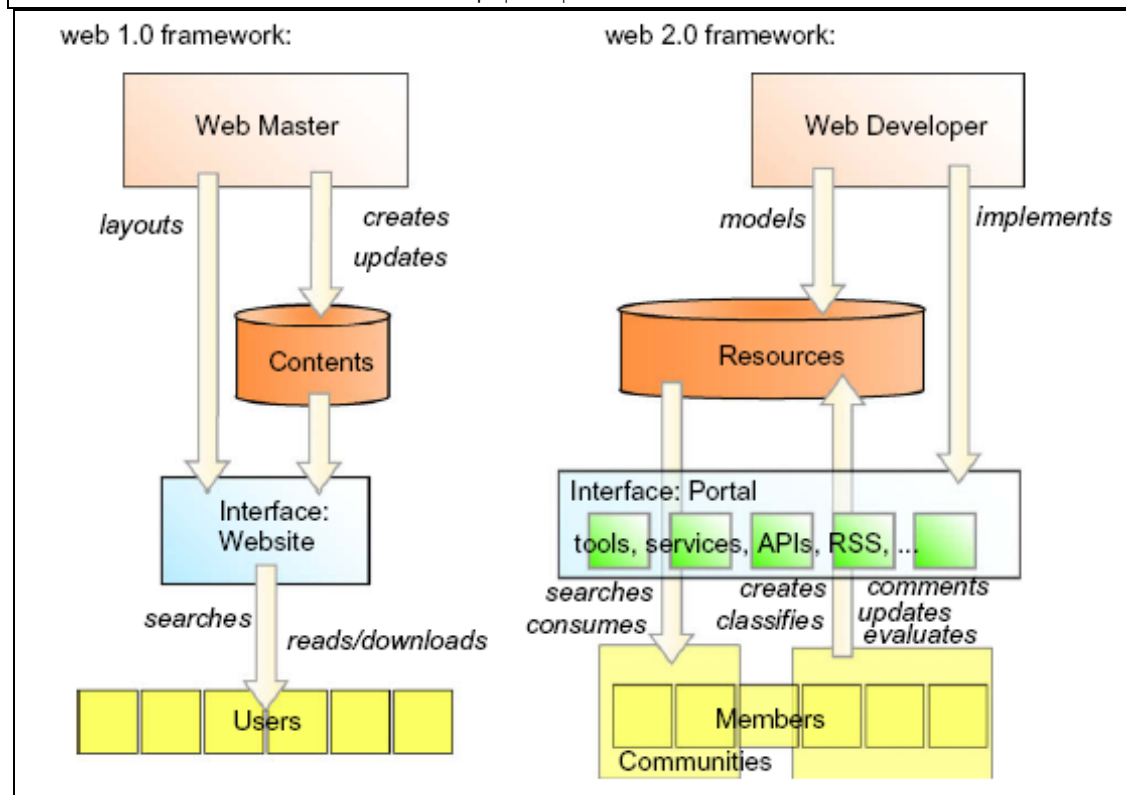 web 1.0 framework:
Web Master
layouts
creates
updates
Contents
Interface:
Website
searches
reads/downloads
Users
web 2.0 framework:
Web Developer
models
implements
Resources
Interface: Portal
tools, services, APIs, RSS, ...
searches
consumes
creates
classifies
comments
updates
evaluates
Members
Communities